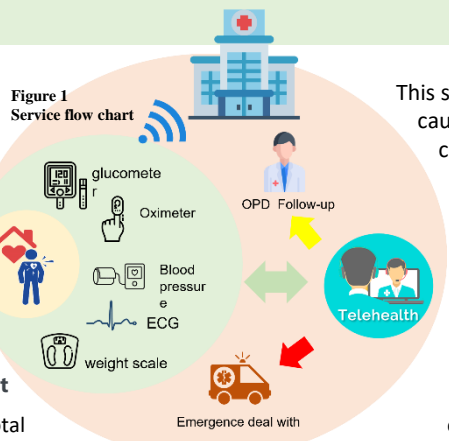 Figure 1
Service flow chart
This s
cau
c
glucomete
r
Oximeter
OPD Follow-up
Blood
pressur
e
ECG
Telehealth
weight scale
t
otal
Emergence deal with